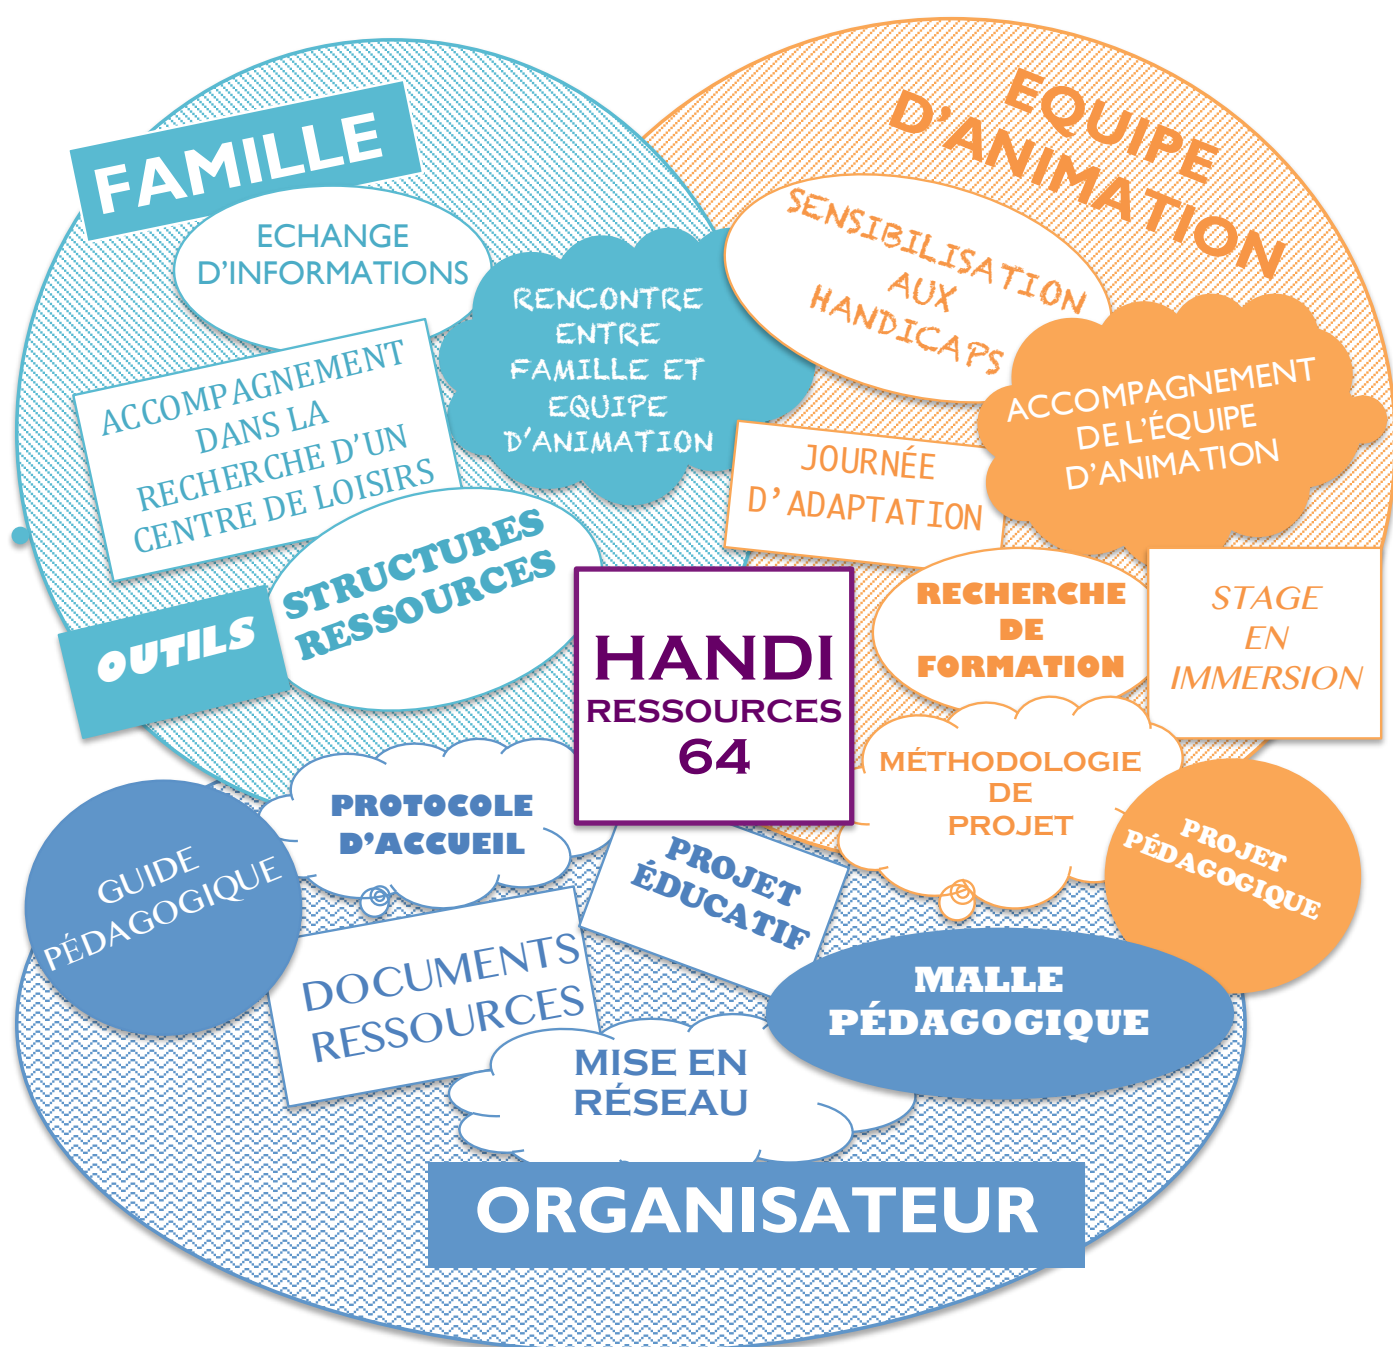 FAMILLE
ECHANGE
D'INFORMATIONS
RENCONTRE
ENTRE
FAMILLE ET
EQUIPE
D'ANIMATION
ACCOMPAGNEMENT
DANS LA
RECHERCHE D'UN
CENTRE DE LOISIRS
STRUCTURES
RESSOURCES
OUTILS
EQUIPE
D'ANIMATION
SENSIBILISATION
AUX
HANDICAPS
ACCOMPAGNEMENT
DE L'ÉQUIPE
D'ANIMATION
JOURNÉE
D'ADAPTATION
RECHERCHE
DE
FORMATION
STAGE
EN
IMMERSION
HANDI
RESSOURCES
64
MÉTHODOLOGIE
DE
PROJET
PROJET
PÉDAGOGIQUE
PROTOCOLE
D'ACCUEIL
GUIDE
PÉDAGOGIQUE
PROJET
ÉDUCATIF
DOCUMENTS
RESSOURCES
MALLE
PÉDAGOGIQUE
MISE EN
RÉSEAU
ORGANISATEUR